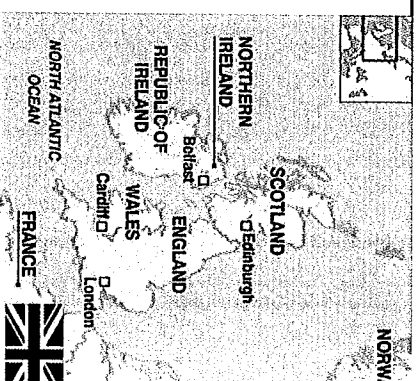 NORTHERN
IRELAND
SCOTLAND
NORW
Edinburgh
Belfast
REPUBLIC OF
IRELAND
ENGLAND
WALES
Cardiff
London
NORTH ATLANTIC
OCEAN
FRANCE